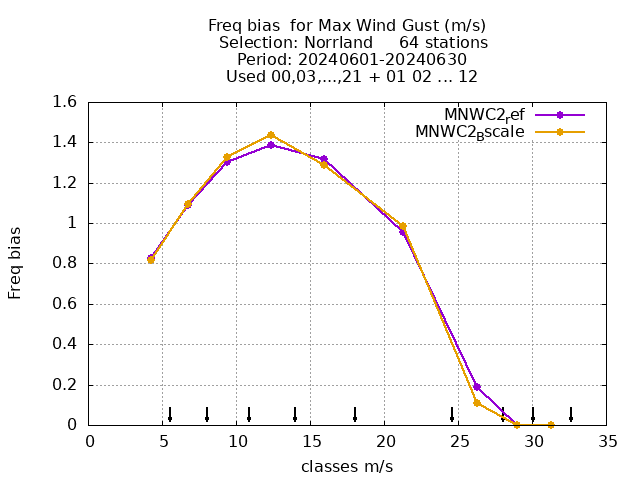 Freq bias  for Max Wind Gust (m/s)
Selection: Norrland     64 stations
Period: 20240601-20240630
Used 00,03,...,21 + 01 02 ... 12
MNWC2_ref
MNWC2_Bscale
1.6
1.4
1.2
1
0.8
0.6
0.4
0.2
0
Freq bias
0 5 10 15 20 25 30 35
classes m/s